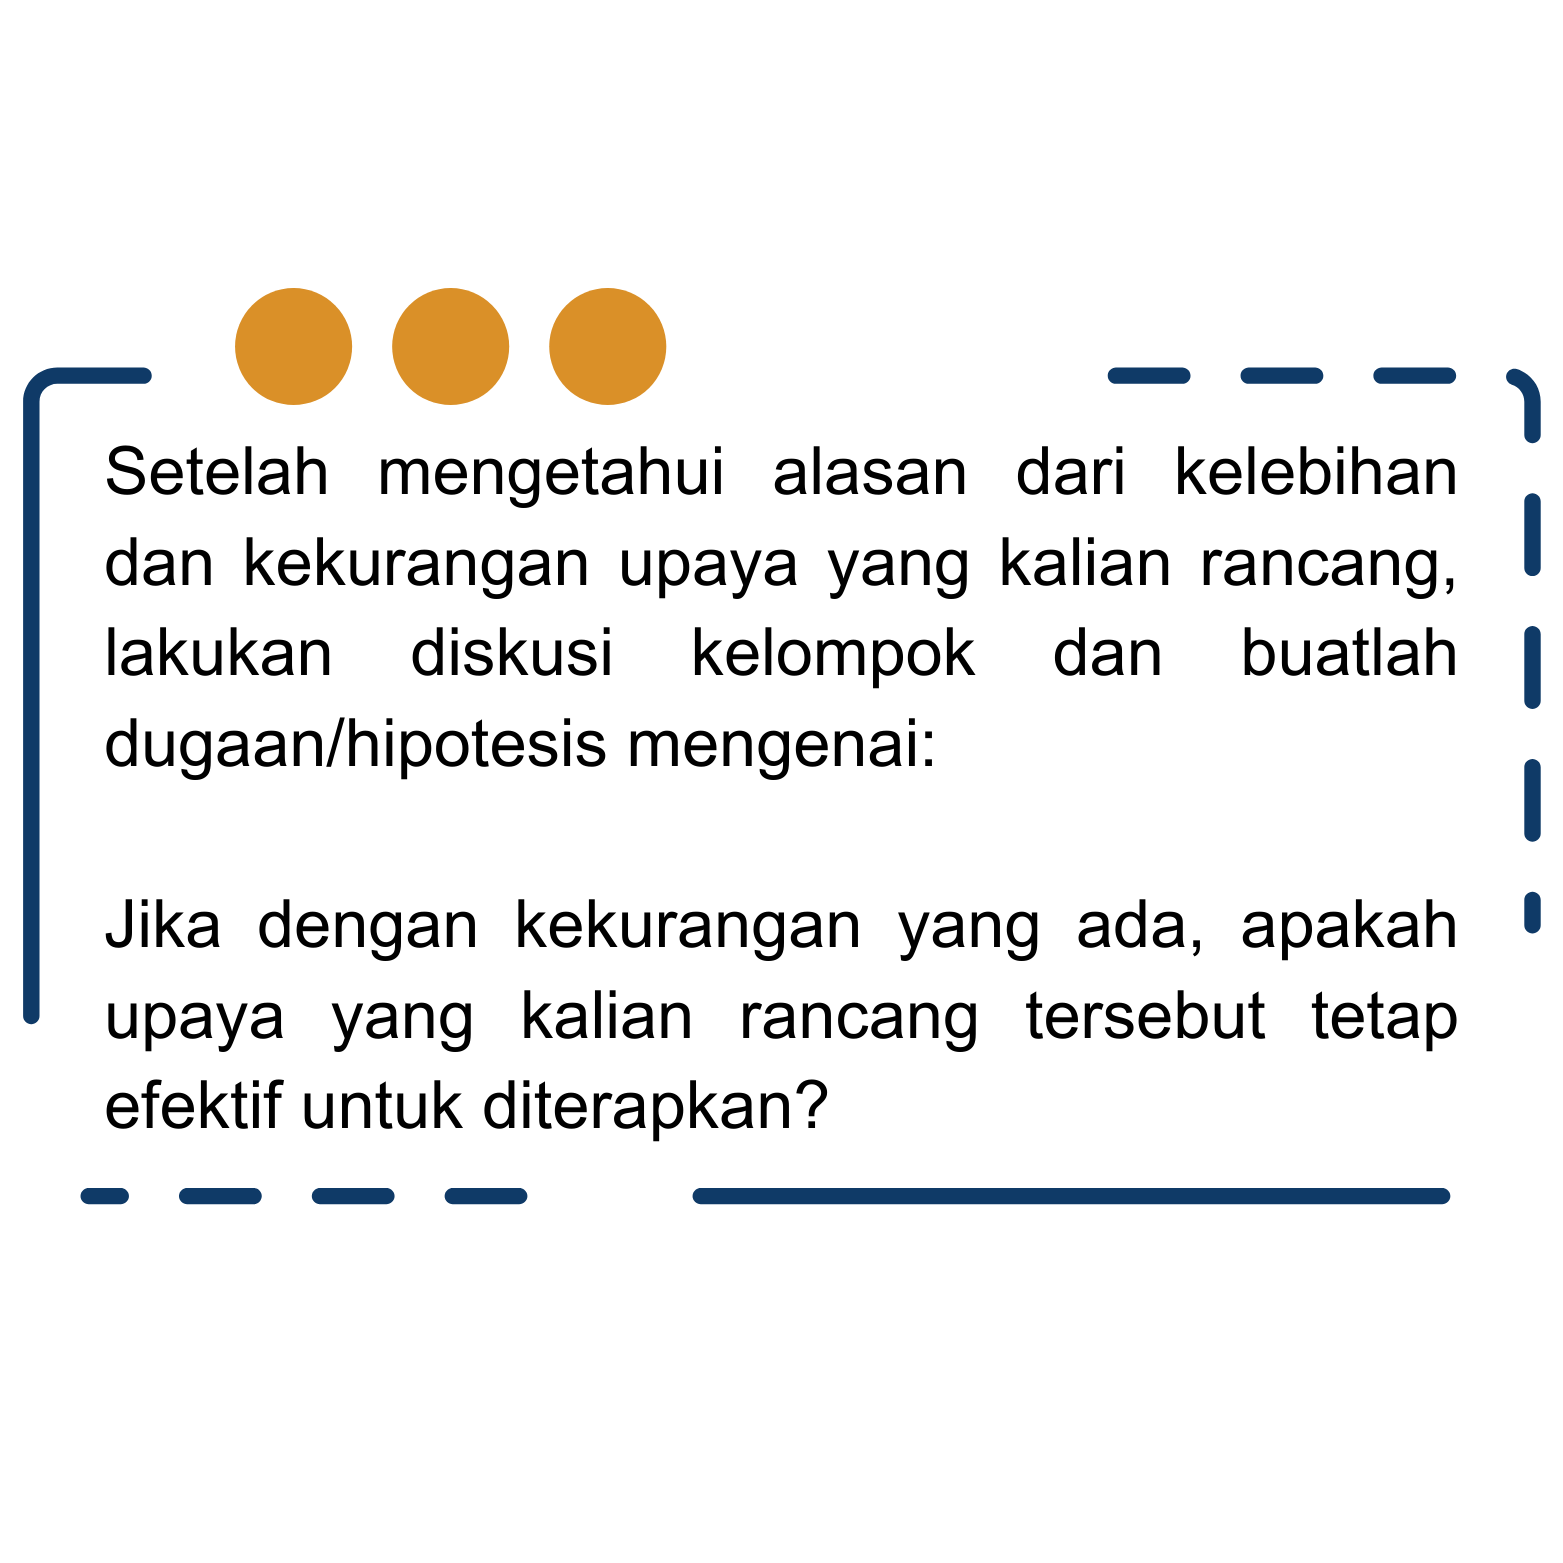 Setelah mengetahui alasan dari kelebihan
dan kekurangan upaya yang kalian rancang,
lakukan diskusi kelompok dan buatlah
dugaan/hipotesis mengenai:
Jika dengan kekurangan yang ada, apakah
upaya yang kalian rancang tersebut tetap
efektif untuk diterapkan?